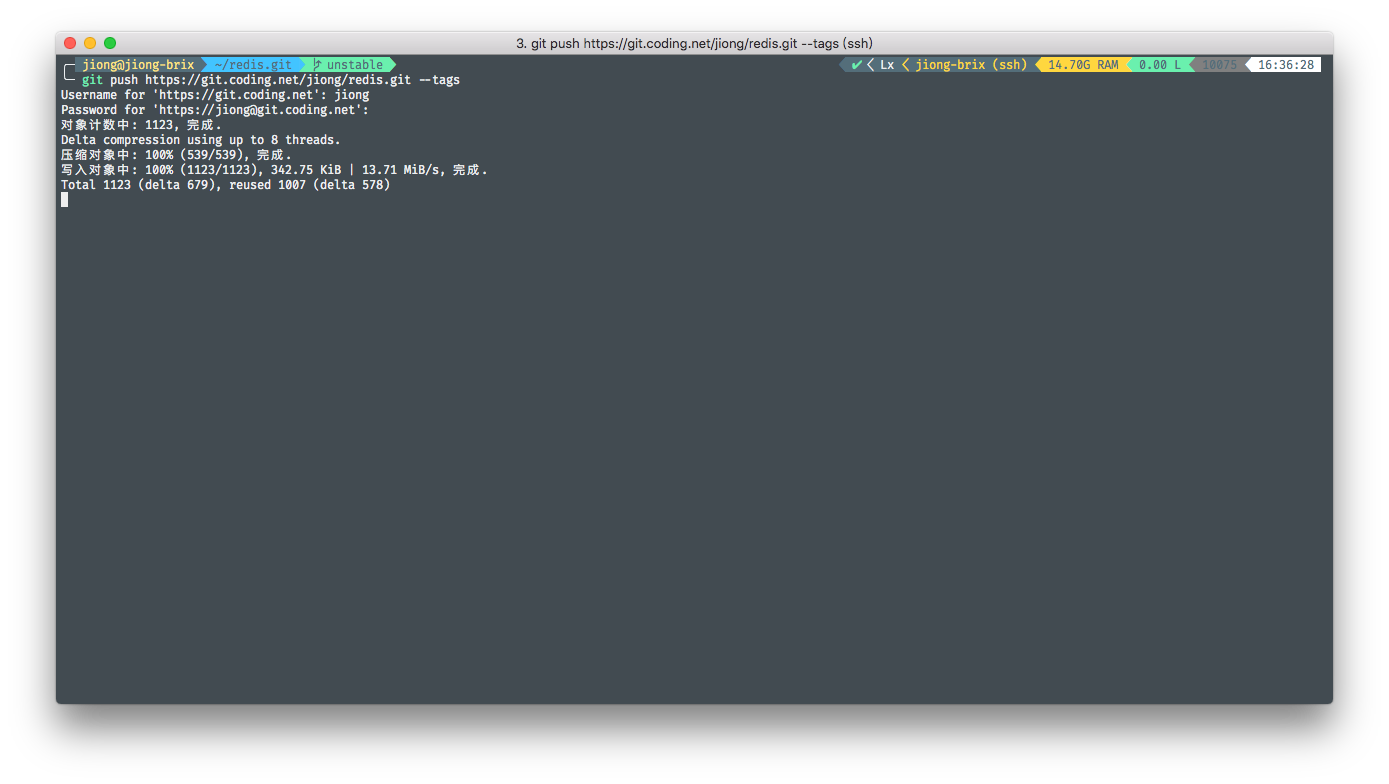 3. git push https://git.coding.net/jiong/redis.git --tags (ssh)
jiong@jiong-brix ~/redis.git unstable ✔ Lx jiong-brix (ssh) 14.70G RAM 0.00 L 10075 16:36:28
git push https://git.coding.net/jiong/redis.git --tags
Username for 'https://git.coding.net': jiong
Password for 'https://jiong@git.coding.net':
对象计数中: 1123, 完成.
Delta compression using up to 8 threads.
压缩对象中: 100% (539/539), 完成.
写入对象中: 100% (1123/1123), 342.75 KiB | 13.71 MiB/s, 完成.
Total 1123 (delta 679), reused 1007 (delta 578)